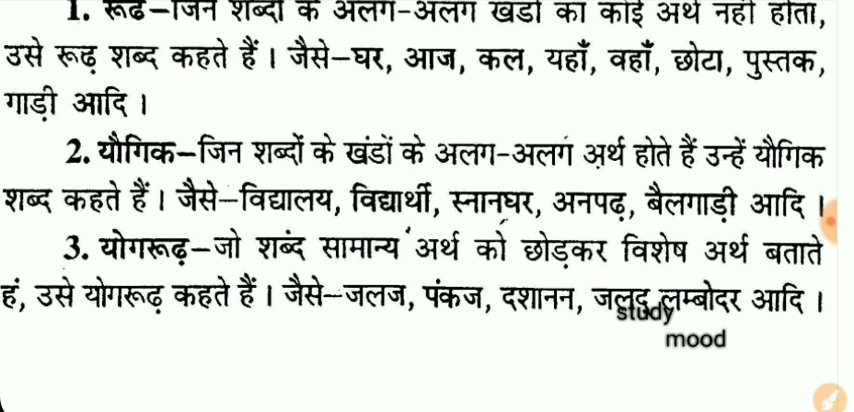 1. रूढ़–जिन शब्दों के अलग-अलग खंडों का कोई अर्थ नहीं होता,
उसे रूढ़ शब्द कहते हैं। जैसे–घर, आज, कल, यहाँ, वहाँ, छोटा, पुस्तक,
गाड़ी आदि।
2. यौगिक–जिन शब्दों के खंडों के अलग-अलग अर्थ होते हैं उन्हें यौगिक
शब्द कहते हैं। जैसे–विद्यालय, विद्यार्थी, स्नानघर, अनपढ़, बैलगाड़ी आदि।
3. योगरूढ़–जो शब्द सामान्य अर्थ को छोड़कर विशेष अर्थ बताते
हं, उसे योगरूढ़ कहते हैं। जैसे–जलज, पंकज, दशानन, जलद, लम्बोदर आदि।
study
mood